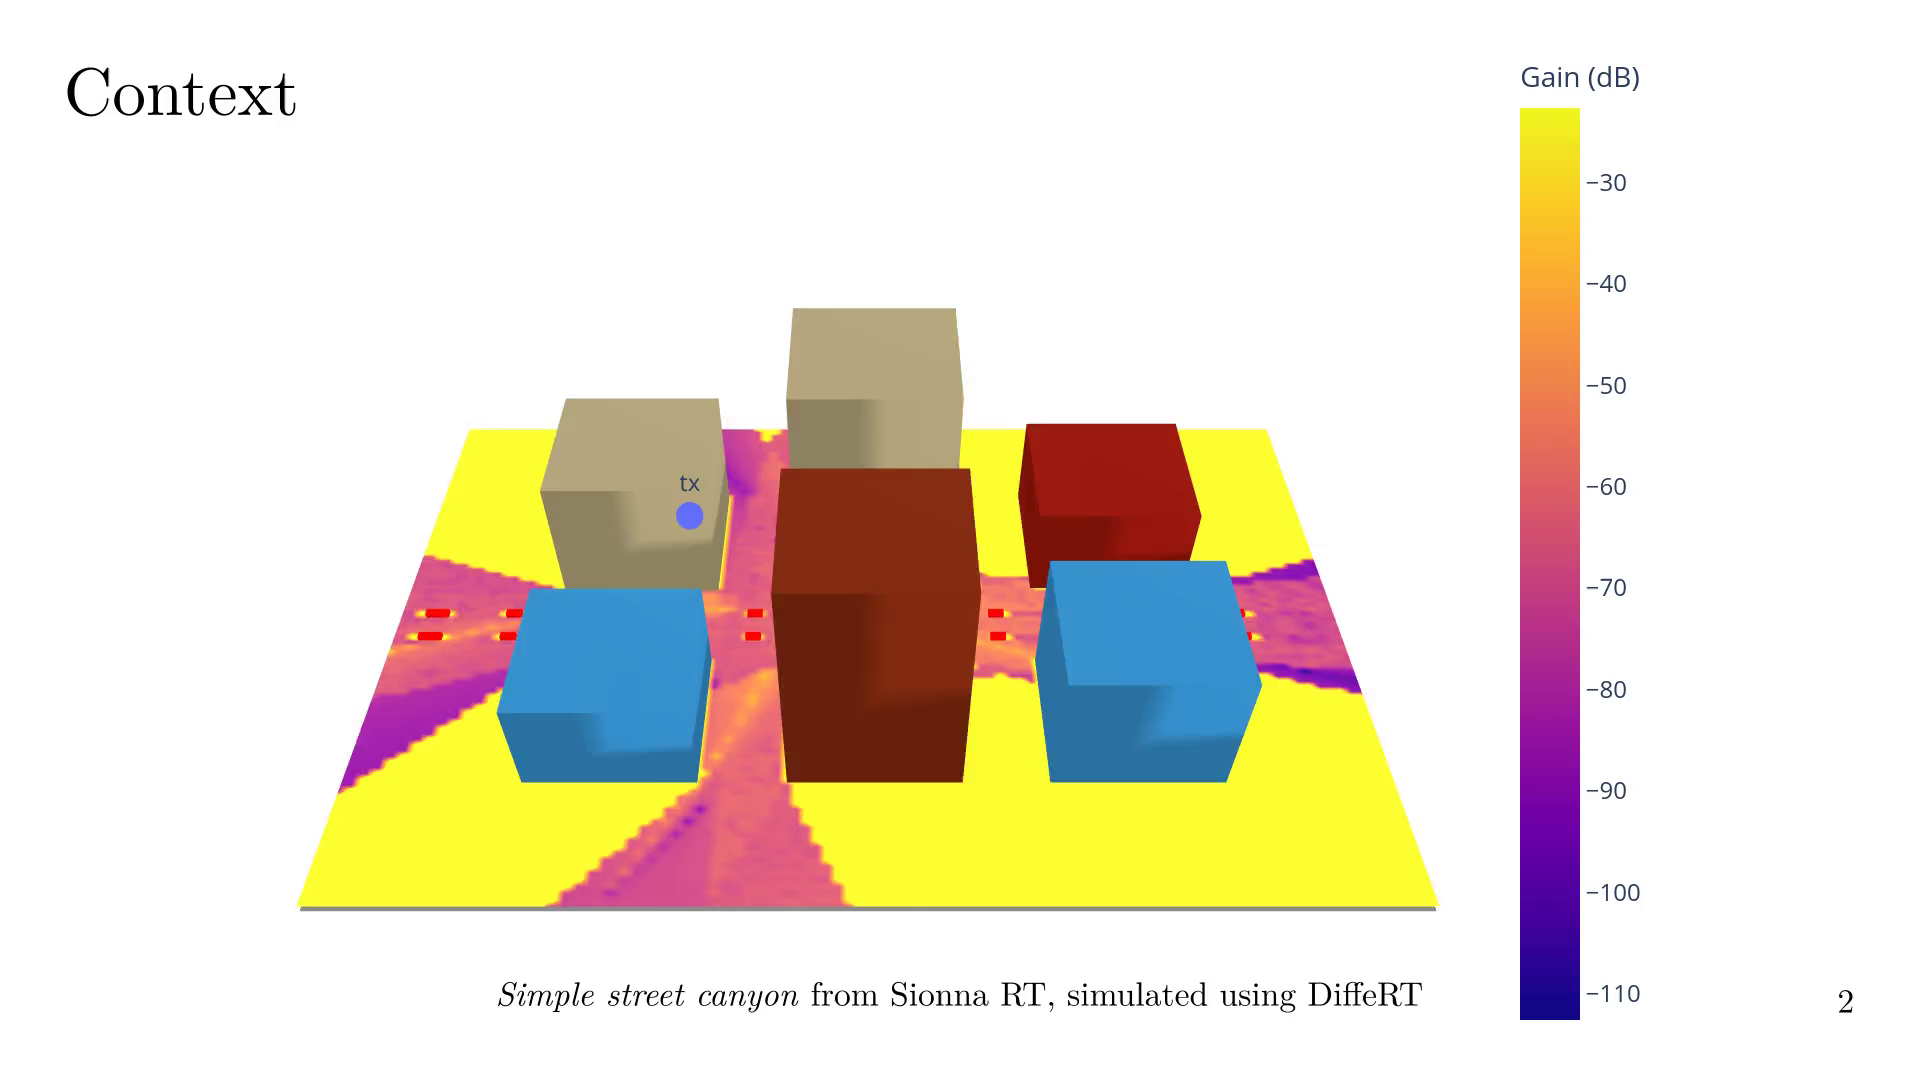 Context
Gain (dB)
−30
−40
−50
−60
−70
−80
−90
−100
−110
tx
Simple street canyon from Sionna RT, simulated using DiffeRT
2